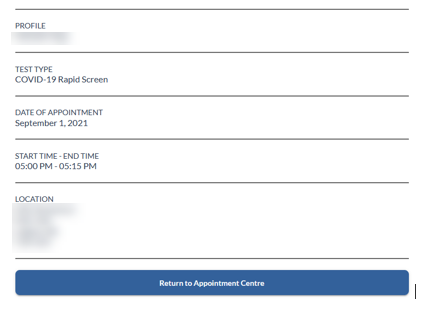 PROFILE
TEST TYPE
COVID-19 Rapid Screen
DATE OF APPOINTMENT
September 1, 2021
START TIME - END TIME
05:00 PM - 05:15 PM
LOCATION
Return to Appointment Centre